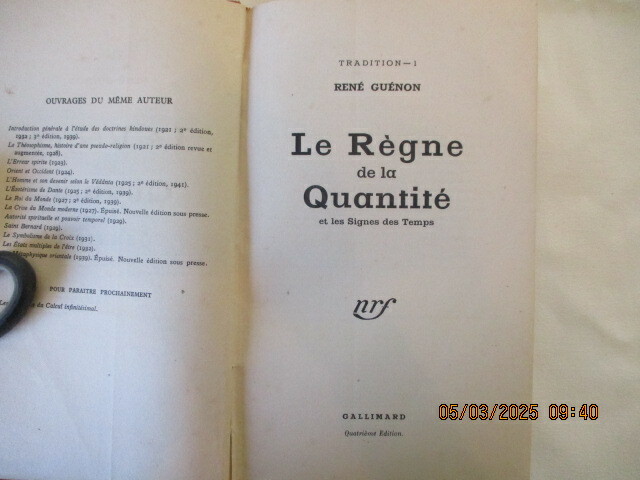 OUVRAGES DU MÊME AUTEUR
Introduction générale à l'étude des doctrines hindoues (1921 ; 2e édition,
1932 ; 3e édition, 1939).
Le Théosophisme, histoire d'une pseudo-religion (1921 ; 2e édition revue et
augmentée, 1928).
L'Erreur spirite (1923).
Orient et Occident (1924).
L'Homme et son devenir selon le Vêdânta (1925 ; 2e édition, 1941).
L'Ésotérisme de Dante (1925 ; 2e édition, 1939).
Le Roi du Monde (1927 ; 2e édition, 1939).
La Crise du Monde moderne (1927). Épuisé. Nouvelle édition sous presse.
Autorité spirituelle et pouvoir temporel (1929).
Saint Bernard (1929).
Le Symbolisme de la Croix (1931).
Les États multiples de l'être (1932).
Métaphysique orientale (1939). Épuisé. Nouvelle édition sous presse.
POUR PARAITRE PROCHAINEMENT
du Calcul infinitésimal.
TRADITION—I
RENÉ GUÉNON
Le Règne
de la
Quantité
et les Signes des Temps
nrf
GALLIMARD
Quatrième Édition
05/03/2025 09:40